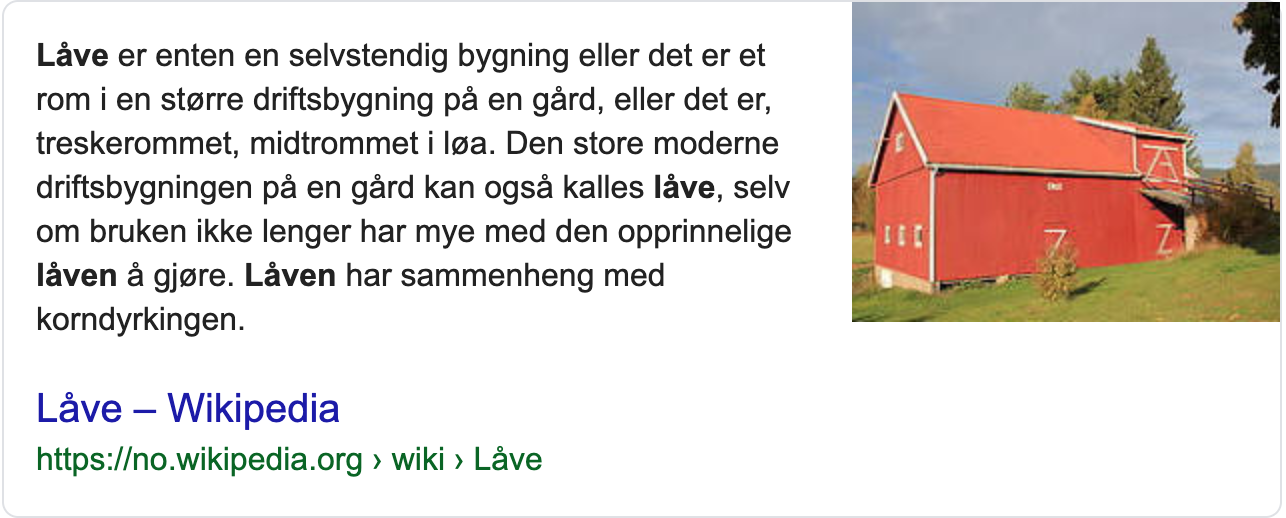 Låve er enten en selvstendig bygning eller det er et
rom i en større driftsbygning på en gård, eller det er,
treskerommet, midtrommet i løa. Den store moderne
driftsbygningen på en gård kan også kalles låve, selv
om bruken ikke lenger har mye med den opprinnelige
låven å gjøre. Låven har sammenheng med
korndyrkingen.
Låve – Wikipedia
https://no.wikipedia.org › wiki › Låve